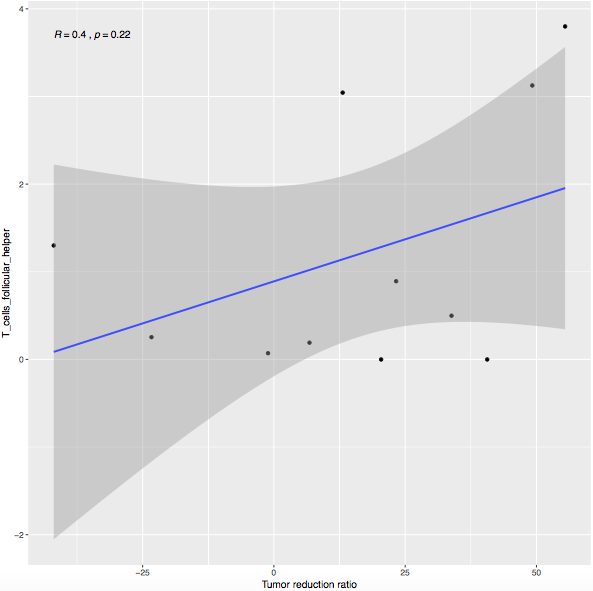 4
R = 0.4 , p = 0.22
2
T_cells_follicular_helper
0
−2
−25
0
25
50
Tumor reduction ratio